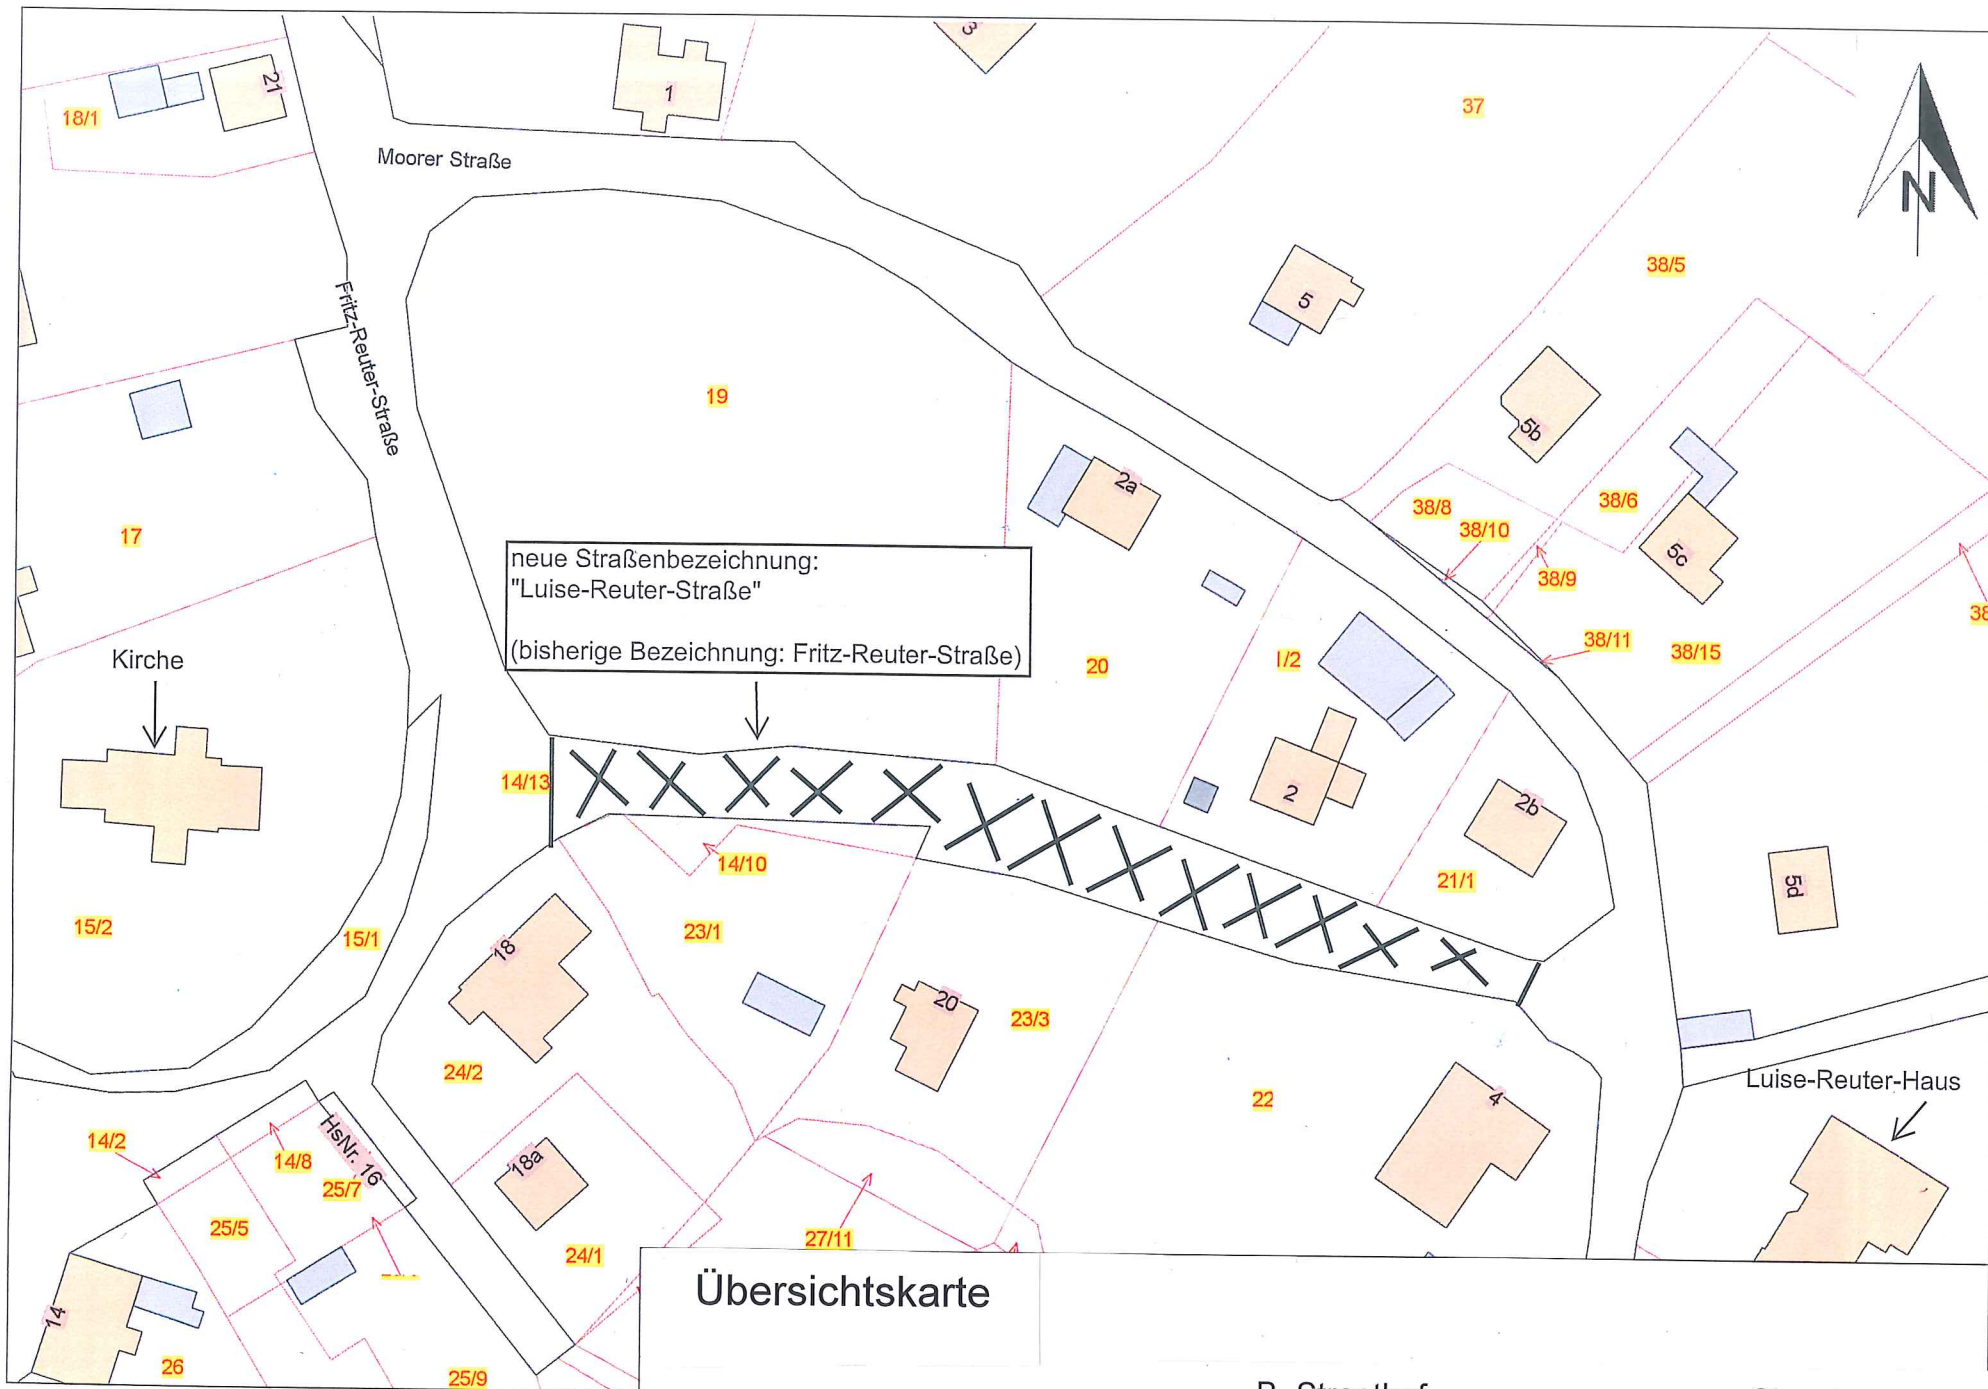 3
21
1
18/1
37
Moorer Straße
N
38/5
5
Fritz-Reuter-Straße
19
5b
2a
38/6
38/8
38/10
17
neue Straßenbezeichnung:
"Luise-Reuter-Straße"
(bisherige Bezeichnung: Fritz-Reuter-Straße)
5c
38/9
38
38/11
38/15
Kirche
20
1/2
14/13
2
2b
14/10
21/1
5d
15/2
15/1
23/1
18
20
23/3
24/2
22
4
Luise-Reuter-Haus
14/2
14/8
HsNr. 16
25/7
18a
25/5
27/11
24/1
Übersichtskarte
14
26
25/9